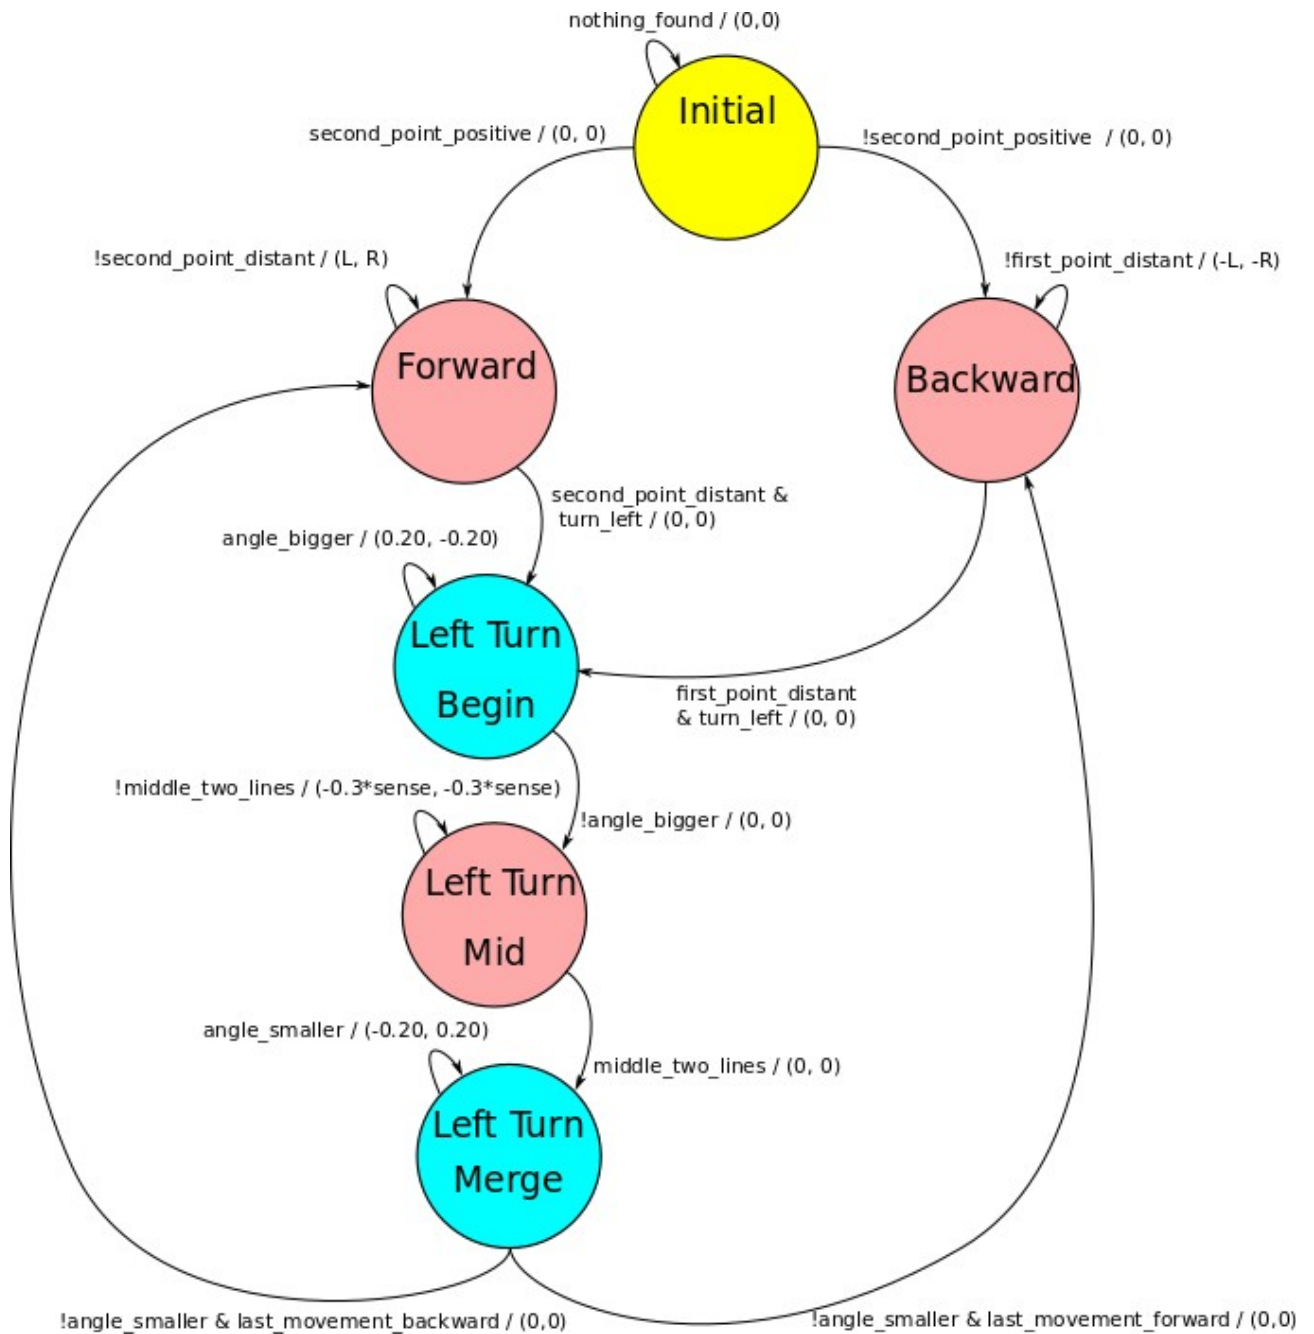 nothing_found / (0,0)
Initial
second_point_positive / (0, 0)
!second_point_positive  / (0, 0)
!second_point_distant / (L, R)
!first_point_distant / (-L, -R)
Forward
Backward
second_point_distant &
turn_left / (0, 0)
angle_bigger / (0.20, -0.20)
Left Turn
Begin
first_point_distant
& turn_left / (0, 0)
!middle_two_lines / (-0.3*sense, -0.3*sense)
!angle_bigger / (0, 0)
Left Turn
Mid
angle_smaller / (-0.20, 0.20)
middle_two_lines / (0, 0)
Left Turn
Merge
!angle_smaller & last_movement_backward / (0,0)
!angle_smaller & last_movement_forward / (0,0)